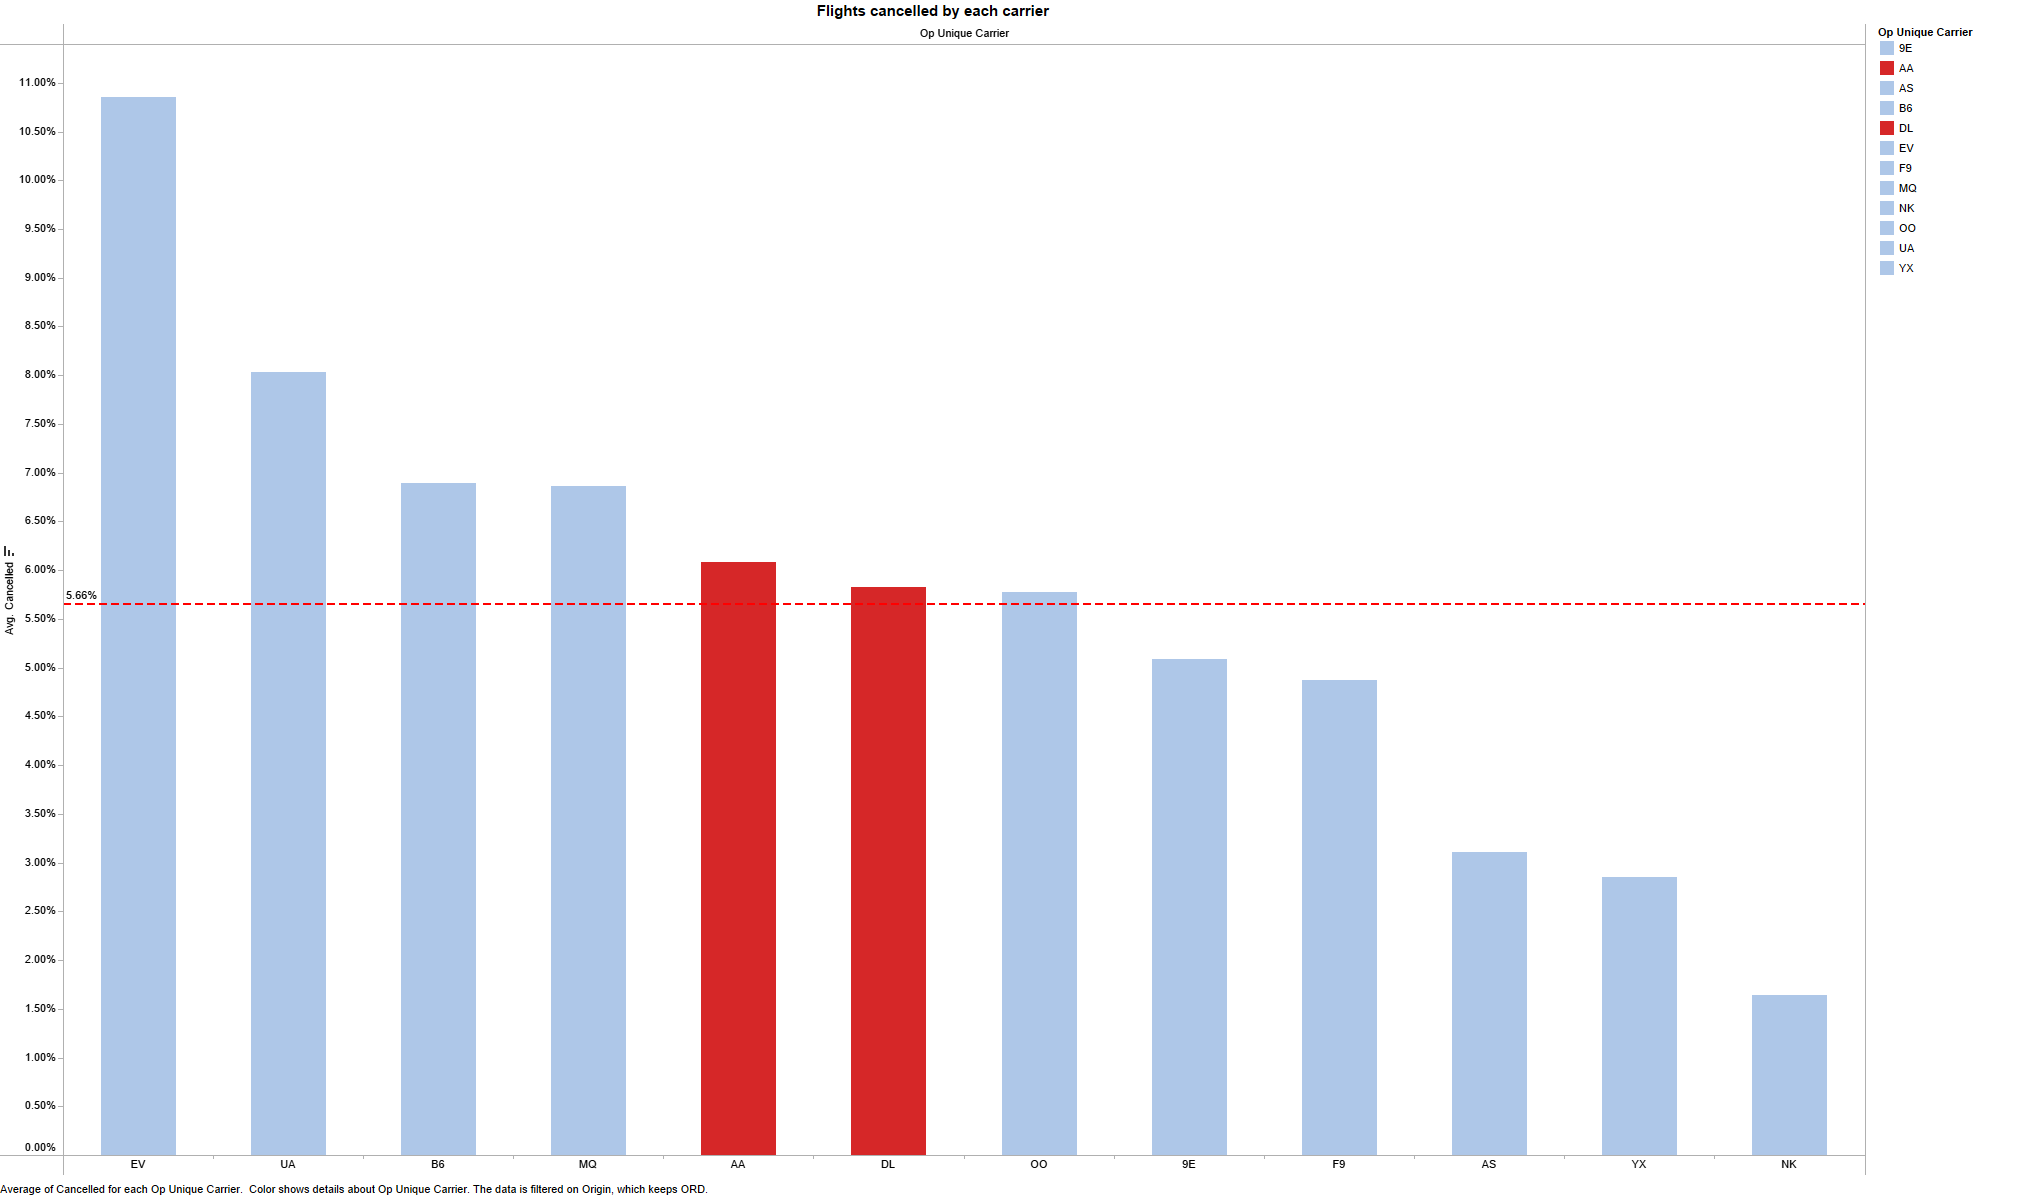 Flights cancelled by each carrier
Op Unique Carrier
Op Unique Carrier
9E
AA
AS
B6
DL
EV
F9
MQ
NK
OO
UA
YX
11.00%
10.50%
10.00%
9.50%
9.00%
8.50%
8.00%
7.50%
7.00%
6.50%
6.00%
5.50%
5.00%
4.50%
4.00%
3.50%
3.00%
2.50%
2.00%
1.50%
1.00%
0.50%
0.00%
Avg. Cancelled
5.66%
EV UA B6 MQ AA DL OO 9E F9 AS YX NK
Average of Cancelled for each Op Unique Carrier.  Color shows details about Op Unique Carrier. The data is filtered on Origin, which keeps ORD.